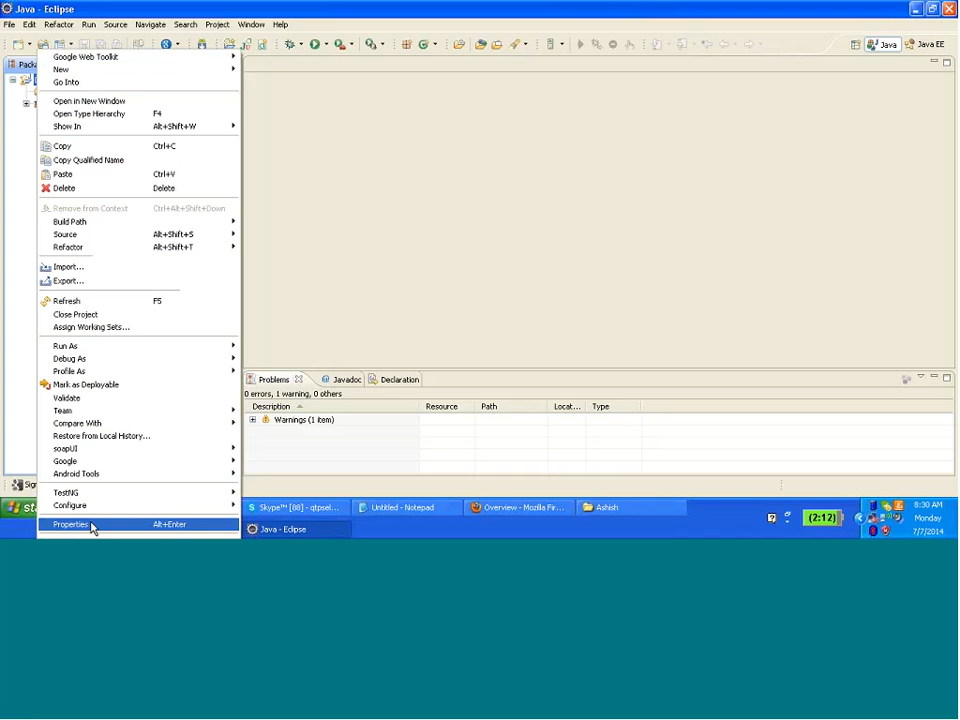 Java - Eclipse
File Edit Refactor Run Source Navigate Search Project Window Help
Java
Java EE
Google Web Toolkit
New
Go Into
Open in New Window
Open Type Hierarchy F4
Show In Alt+Shift+W
Copy Ctrl+C
Copy Qualified Name
Paste Ctrl+V
Delete Delete
Remove from Context Ctrl+Alt+Shift+Down
Build Path
Source Alt+Shift+S
Refactor Alt+Shift+T
Import...
Export...
Refresh F5
Close Project
Assign Working Sets...
Run As
Debug As
Profile As
Mark as Deployable
Validate
Team
Compare With
Restore from Local History...
soapUI
Google
Android Tools
TestNG
Configure
Properties Alt+Enter
Problems Javadoc Declaration
0 errors, 1 warning, 0 others
Description Resource Path Locat... Type
Warnings (1 item)
Skype™ [88] - qtpsel... Untitled - Notepad Overview - Mozilla Fir... Ashish
Java - Eclipse
(2:12)
8:30 AM
Monday
7/7/2014